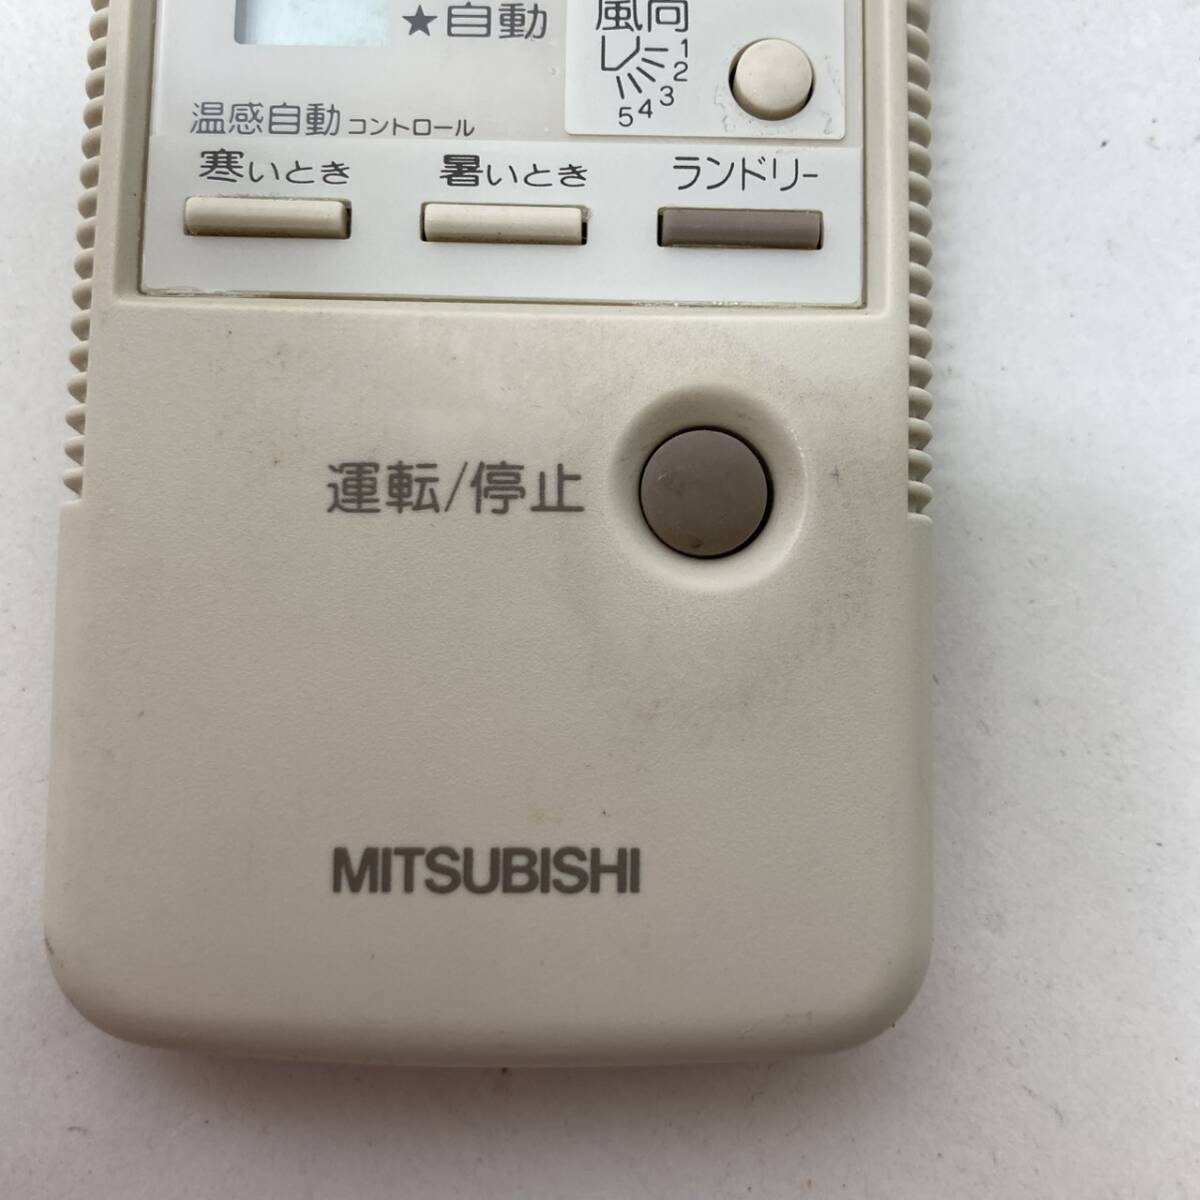 ★自動
風向
1
2
3
4
5
温感自動コントロール
寒いとき
暑いとき
ランドリー
運転/停止
MITSUBISHI